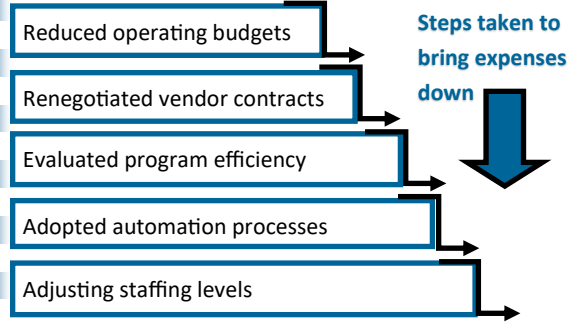 Reduced operating budgets
Renegotiated vendor contracts
Evaluated program efficiency
Adopted automation processes
Adjusting staffing levels
Steps taken to
bring expenses
down